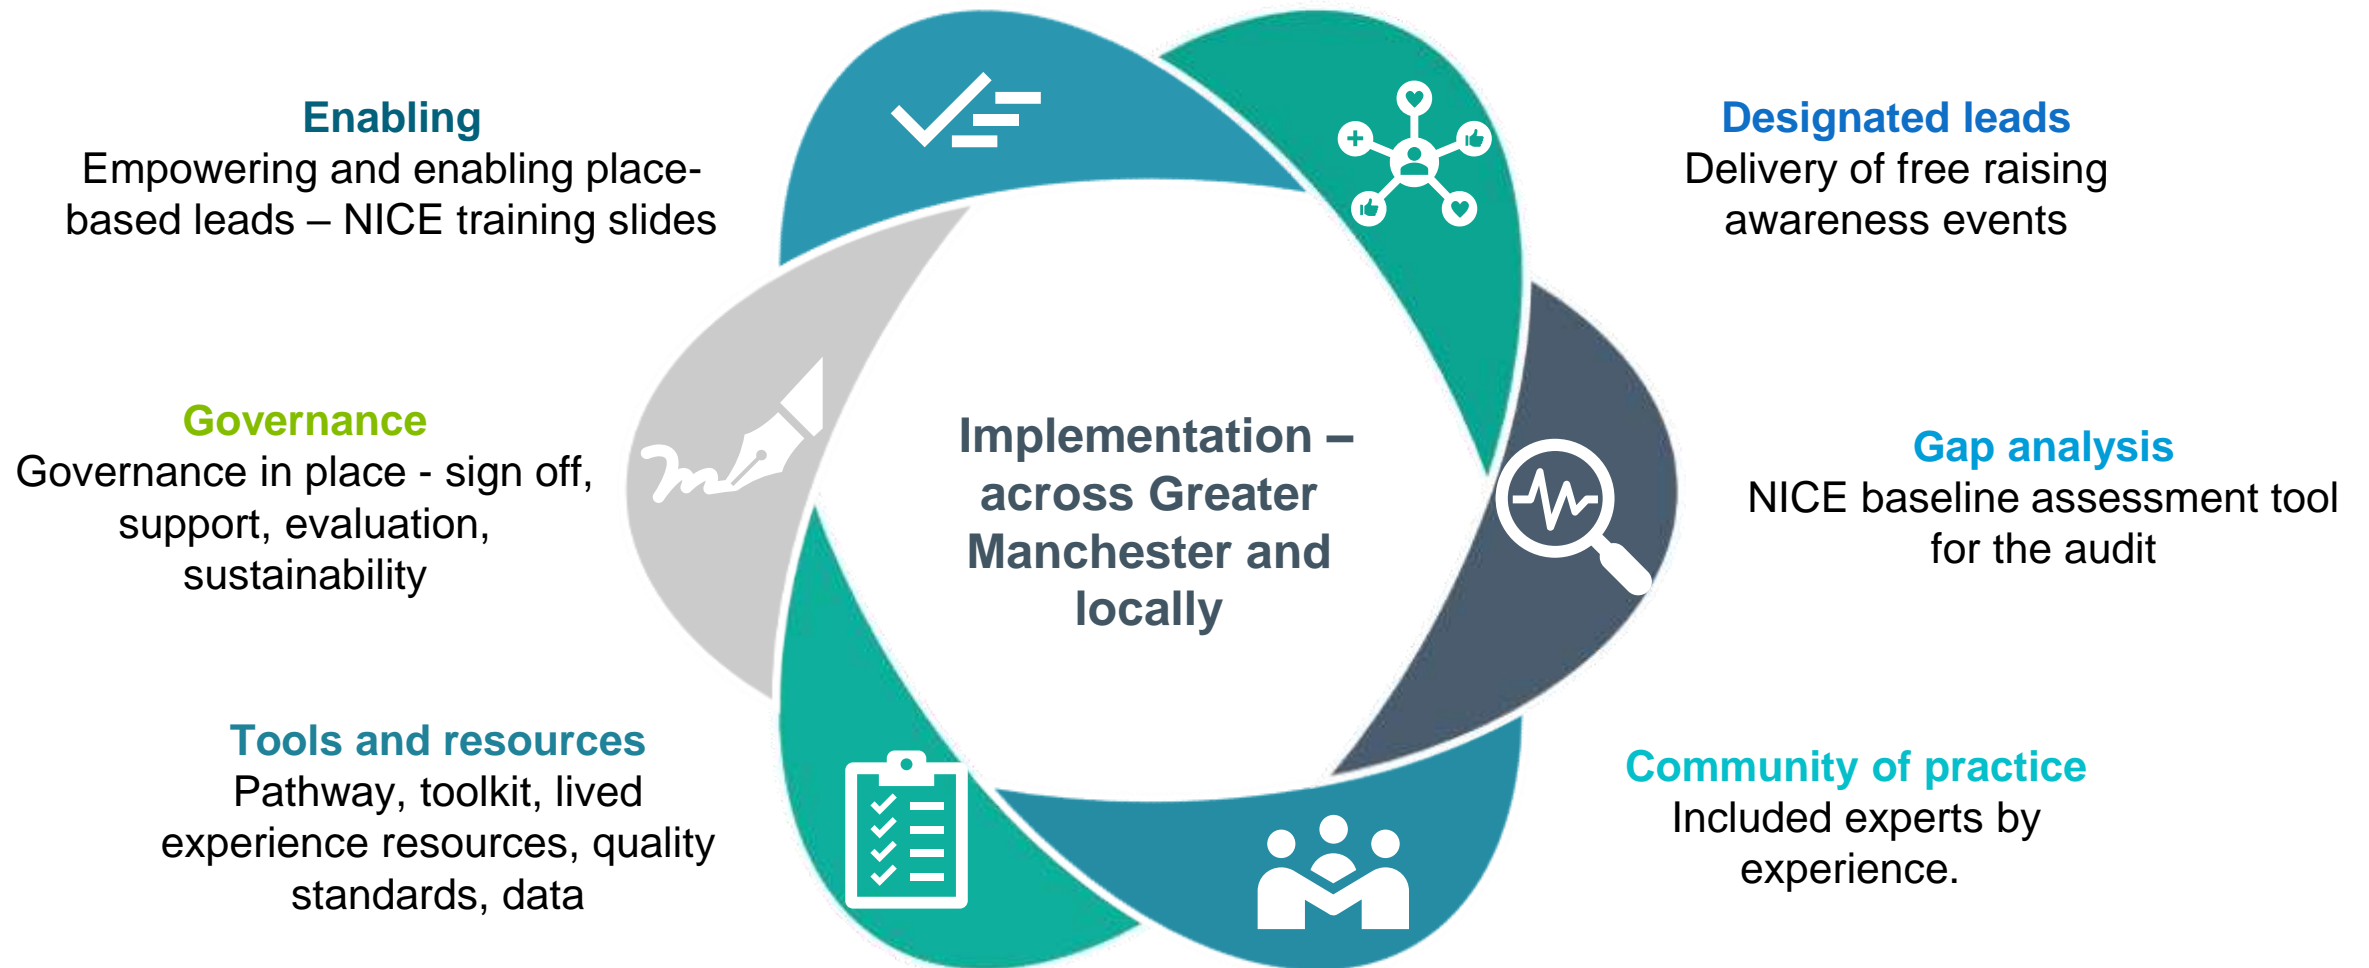 Enabling
Empowering and enabling place-
based leads – NICE training slides
Designated leads
Delivery of free raising
awareness events
Governance
Governance in place - sign off,
support, evaluation,
sustainability
Implementation –
across Greater
Manchester and
locally
Gap analysis
NICE baseline assessment tool
for the audit
Tools and resources
Pathway, toolkit, lived
experience resources, quality
standards, data
Community of practice
Included experts by
experience.